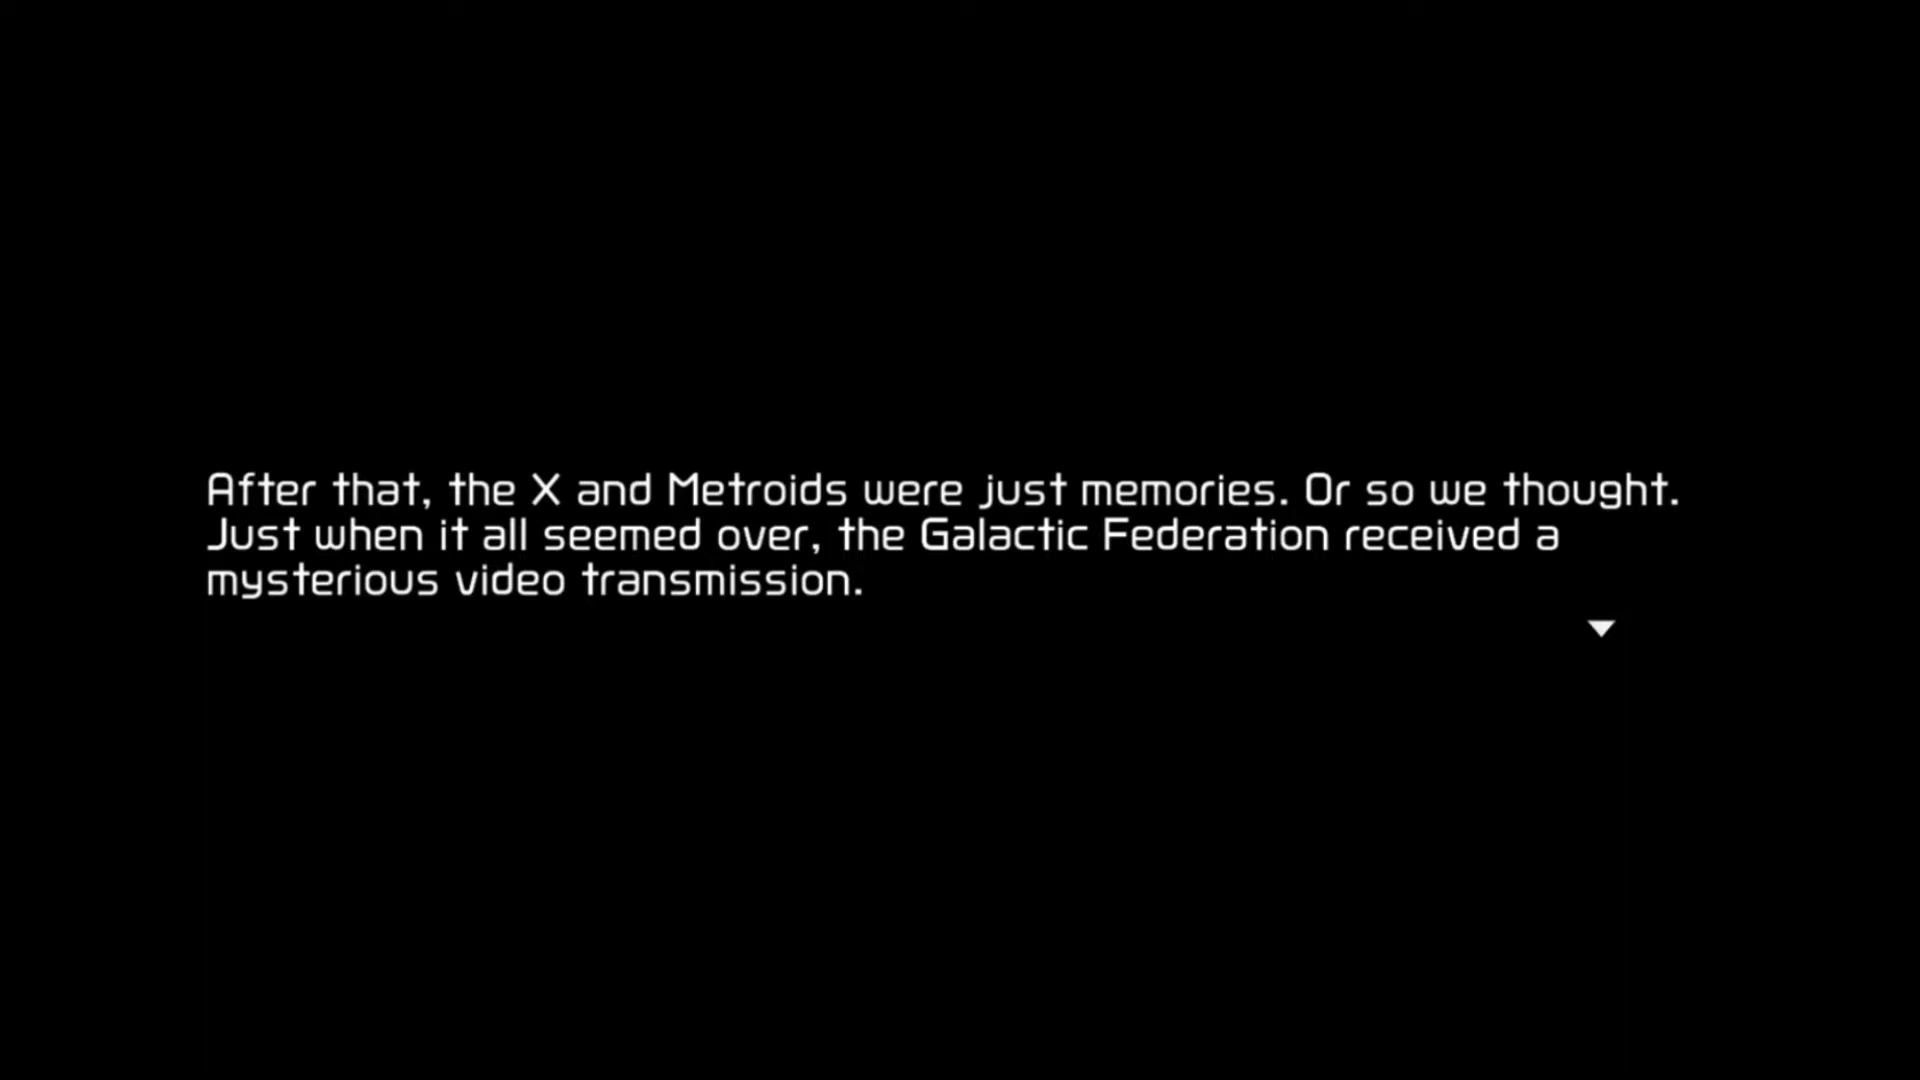 After that, the X and Metroids were just memories. Or so we thought.
Just when it all seemed over, the Galactic Federation received a
mysterious video transmission.